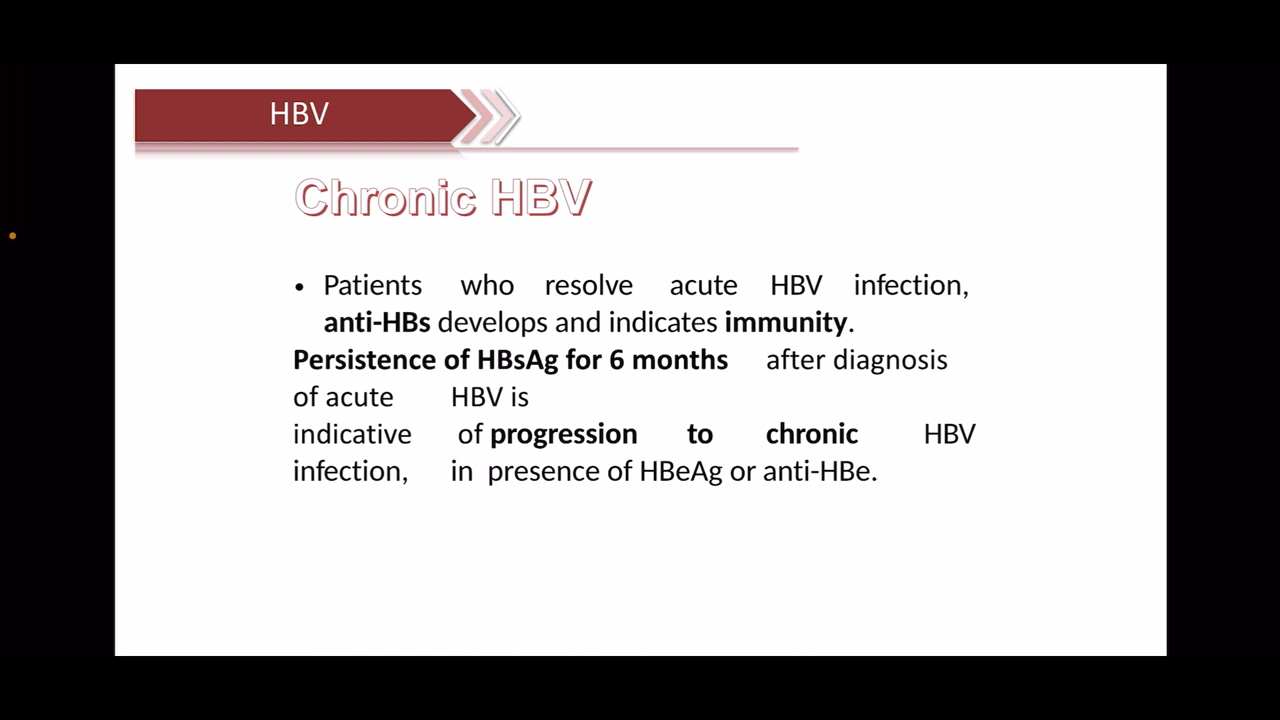 HBV
Chronic HBV
• Patients who resolve acute HBV infection,
anti-HBs develops and indicates immunity.
Persistence of HBsAg for 6 months after diagnosis
of acute HBV is
indicative of progression to chronic HBV
infection, in presence of HBeAg or anti-HBe.